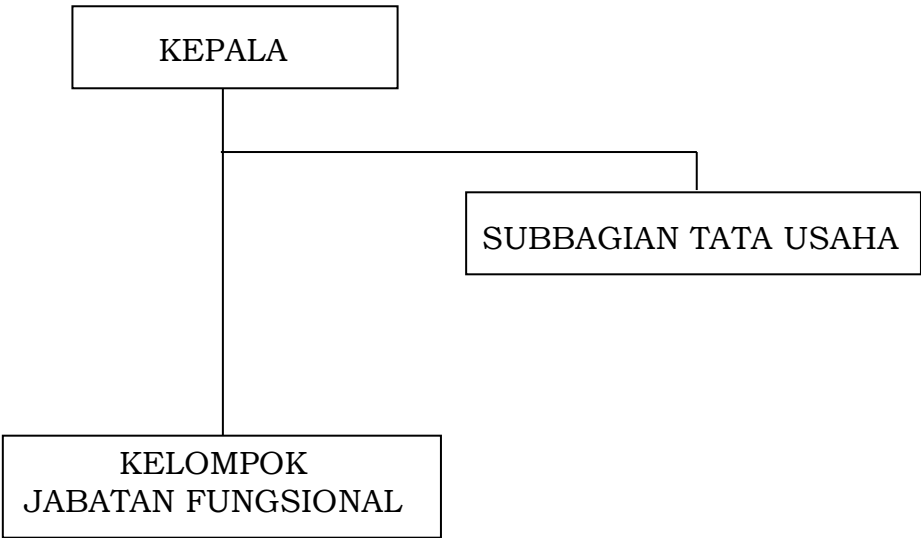 KEPALA
SUBBAGIAN TATA USAHA
KELOMPOK
JABATAN FUNGSIONAL